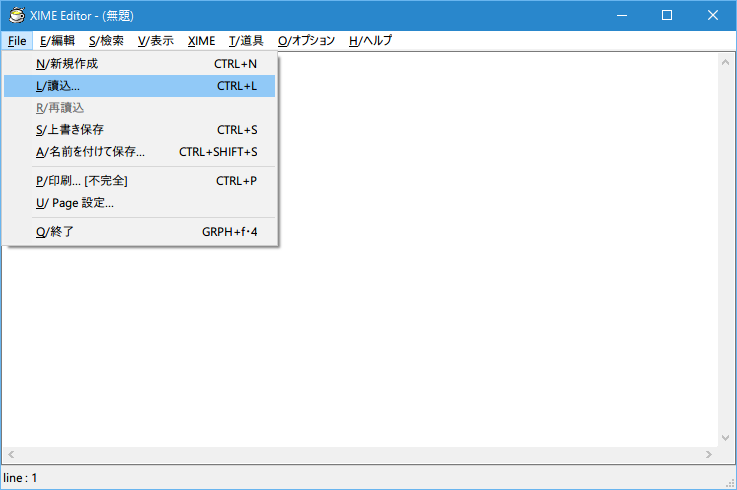 XIME Editor - (無題)
File E/編輯 S/檢索 V/表示 XIME T/道具 O/オプション H/ヘルプ
N/新規作成 CTRL+N
L/讀込... CTRL+L
R/再讀込
S/上書き保存 CTRL+S
A/名前を付けて保存... CTRL+SHIFT+S
P/印刷... [不完全] CTRL+P
U/ Page 設定...
Q/終了 GRPH+f・4
line : 1